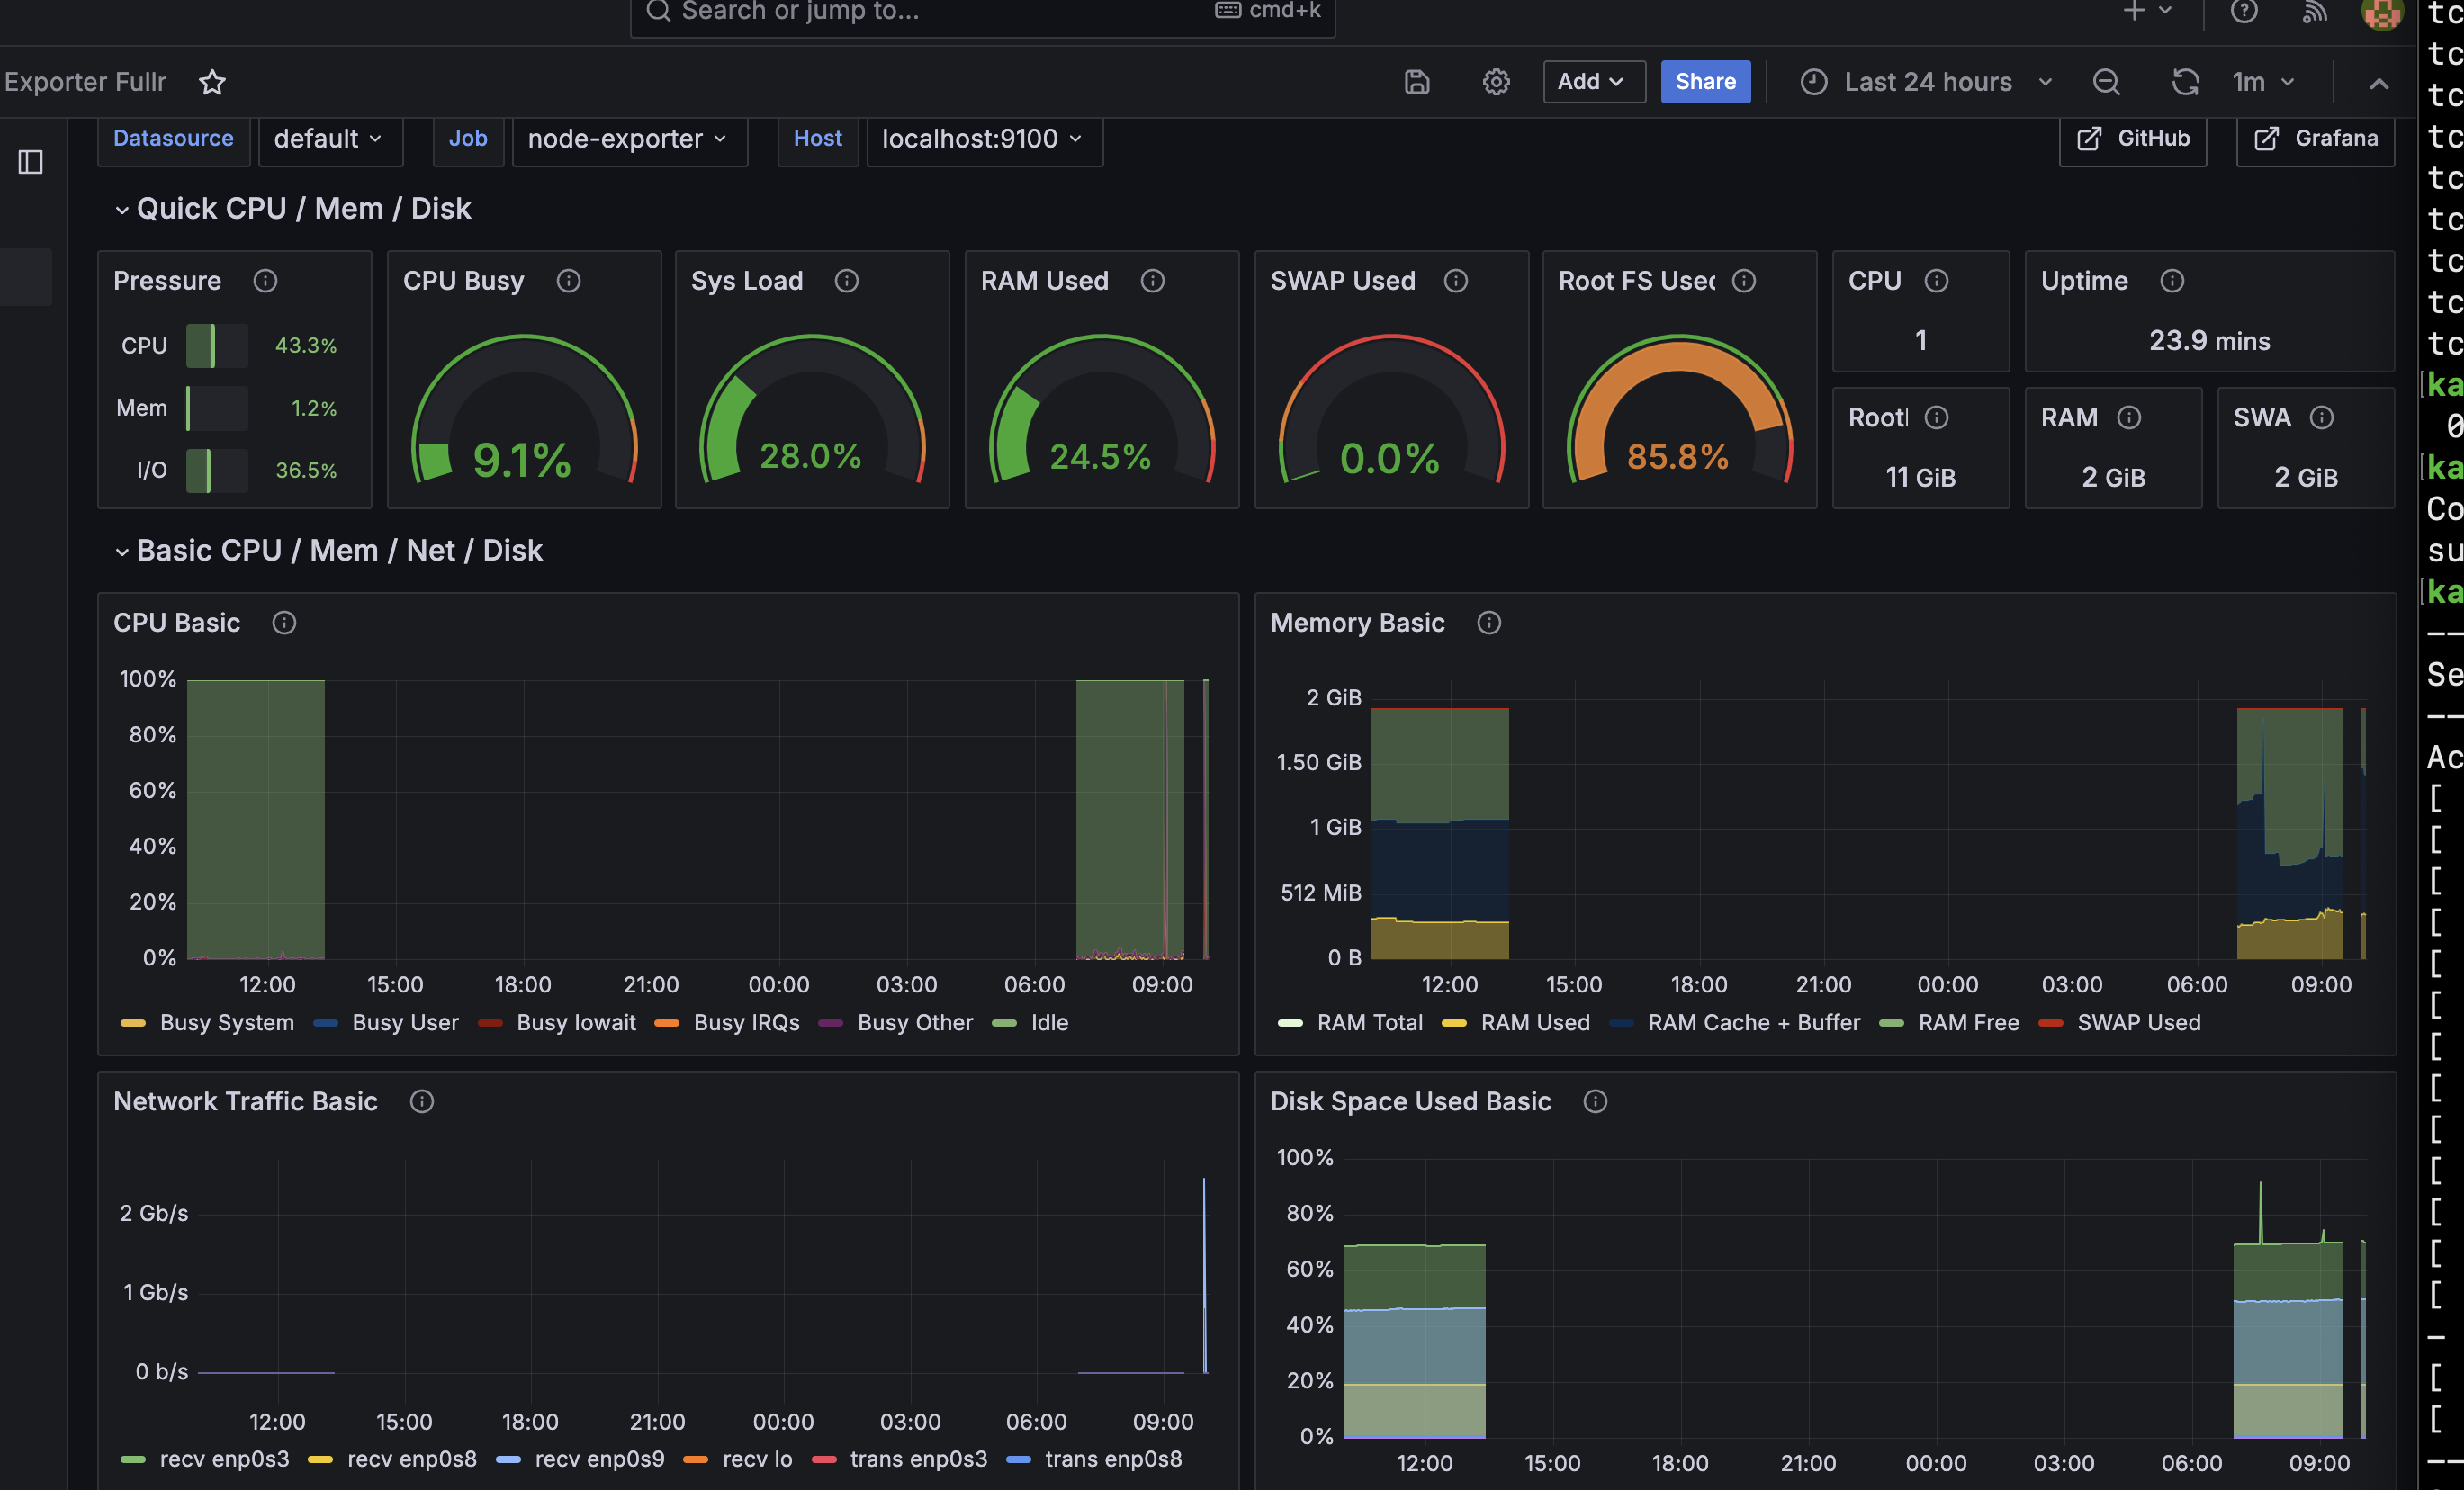 Search or jump to... cmd+k
Exporter Fullr Add Share Last 24 hours 1m
Datasource default Job node-exporter Host localhost:9100 GitHub Grafana
Quick CPU / Mem / Disk
Pressure CPU Busy Sys Load RAM Used SWAP Used Root FS Usec CPU Uptime
CPU 43.3% 1 23.9 mins
Mem 1.2% Root RAM SWA
I/O 36.5% 9.1% 28.0% 24.5% 0.0% 85.8% 11 GiB 2 GiB 2 GiB
Basic CPU / Mem / Net / Disk
CPU Basic
100%
80%
60%
40%
20%
0%
12:00 15:00 18:00 21:00 00:00 03:00 06:00 09:00
Busy System Busy User Busy Iowait Busy IRQs Busy Other Idle
Memory Basic
2 GiB
1.50 GiB
1 GiB
512 MiB
0 B
12:00 15:00 18:00 21:00 00:00 03:00 06:00 09:00
RAM Total RAM Used RAM Cache + Buffer RAM Free SWAP Used
Network Traffic Basic
2 Gb/s
1 Gb/s
0 b/s
12:00 15:00 18:00 21:00 00:00 03:00 06:00 09:00
recv enp0s3 recv enp0s8 recv enp0s9 recv lo trans enp0s3 trans enp0s8
Disk Space Used Basic
100%
80%
60%
40%
20%
0%
12:00 15:00 18:00 21:00 00:00 03:00 06:00 09:00
tc
tc
tc
tc
tc
tc
tc
tc
tc
[ka
0
[ka
Co
su
[ka
--
Se
--
Ac
[
[
[
[
[
[
[
[
[
[
[
[
[
-
[
[
--